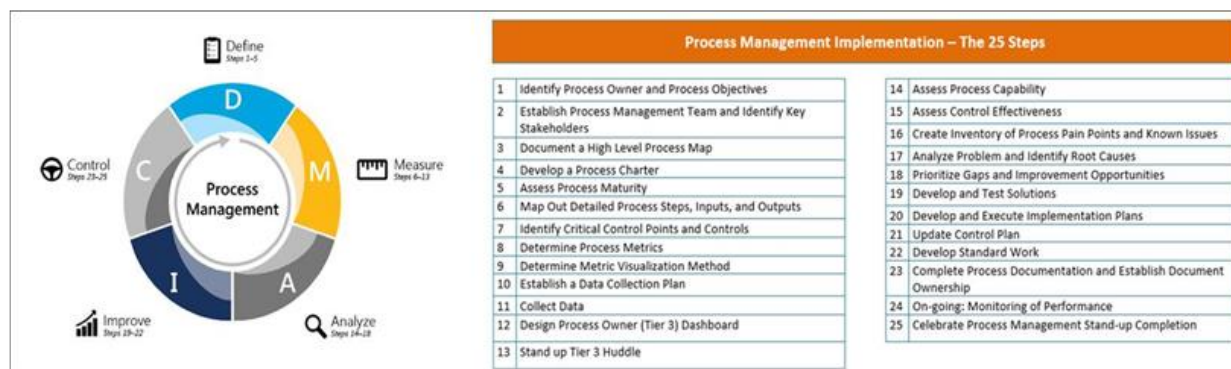 Define
Steps 1-5
D
Control
Steps 23-25
C
Process
Management
M
Measure
Steps 6-13
I
A
Improve
Steps 19-22
Analyze
Steps 14-18
Process Management Implementation – The 25 Steps
1 Identify Process Owner and Process Objectives
2 Establish Process Management Team and Identify Key
Stakeholders
3 Document a High Level Process Map
4 Develop a Process Charter
5 Assess Process Maturity
6 Map Out Detailed Process Steps, Inputs, and Outputs
7 Identify Critical Control Points and Controls
8 Determine Process Metrics
9 Determine Metric Visualization Method
10 Establish a Data Collection Plan
11 Collect Data
12 Design Process Owner (Tier 3) Dashboard
13 Stand up Tier 3 Huddle
14 Assess Process Capability
15 Assess Control Effectiveness
16 Create Inventory of Process Pain Points and Known Issues
17 Analyze Problem and Identify Root Causes
18 Prioritize Gaps and Improvement Opportunities
19 Develop and Test Solutions
20 Develop and Execute Implementation Plans
21 Update Control Plan
22 Develop Standard Work
23 Complete Process Documentation and Establish Document
Ownership
24 On-going: Monitoring of Performance
25 Celebrate Process Management Stand-up Completion